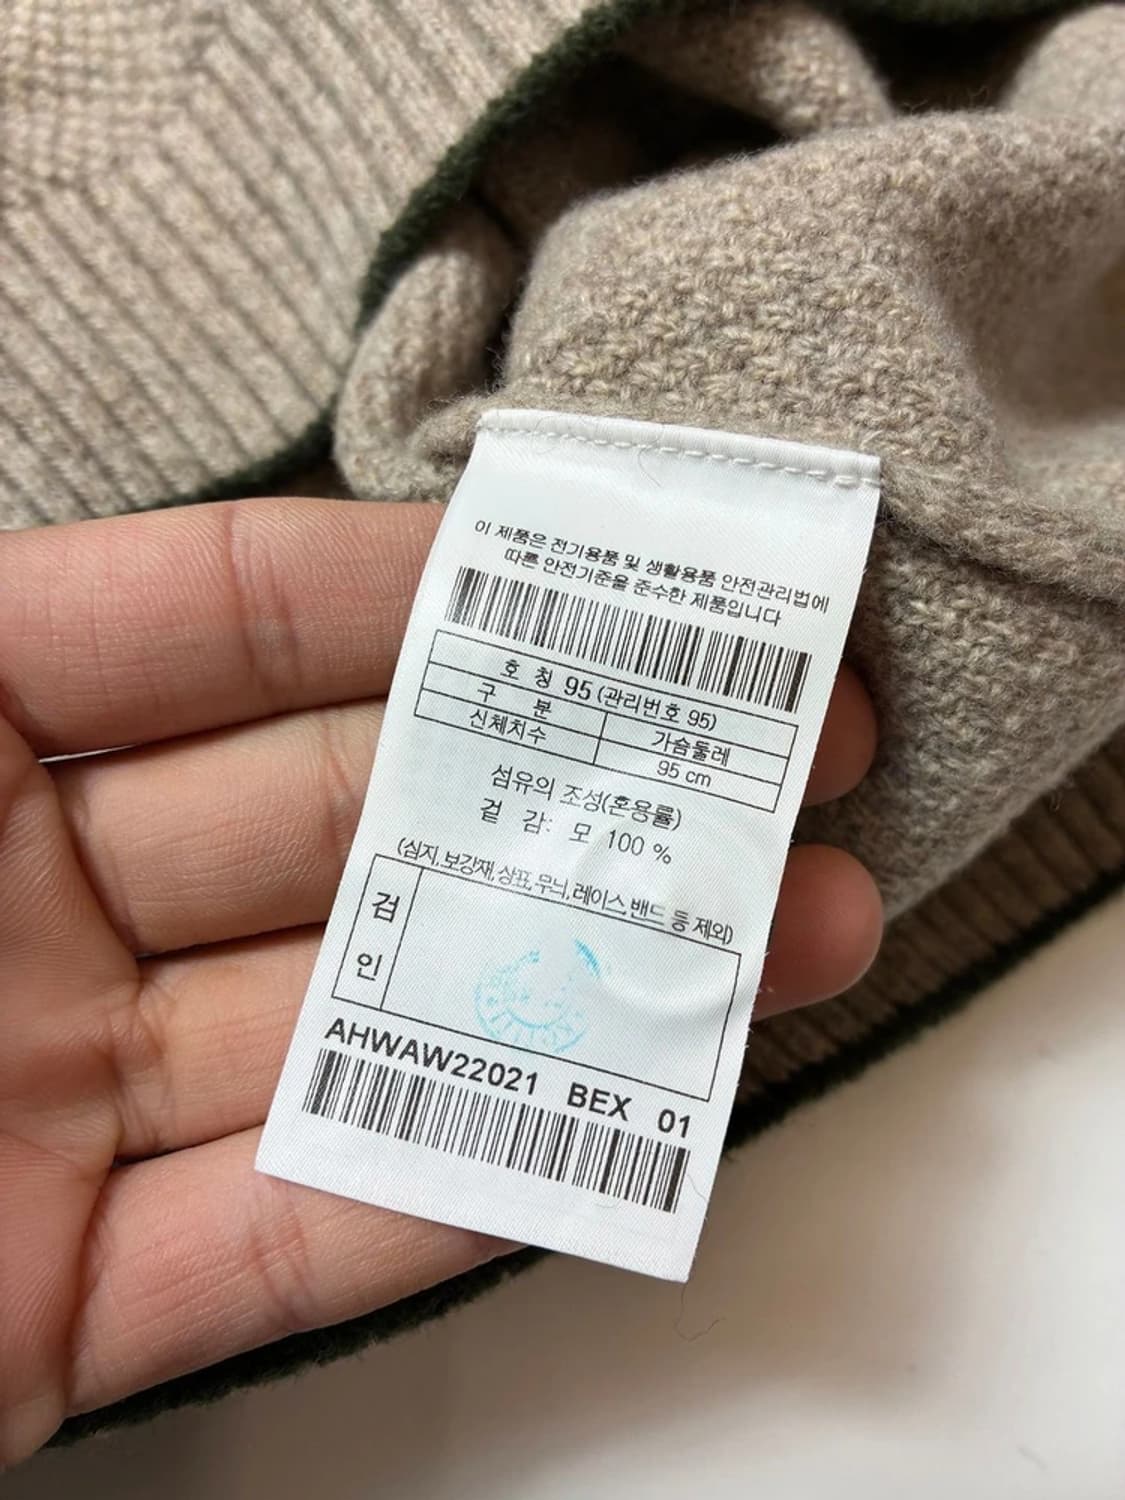 이 제품은 전기용품 및 생활용품 안전관리법에
따른 안전기준을 준수한 제품입니다
호 칭 95 (관리번호 95)
구 분 가슴둘레
신체치수 95 cm
섬유의 조성(혼용률)
겉 감: 모 100 %
(심지,보강재,상표,무늬,레이스,밴드 등 제외)
검
인
AHWAW22021 BEX 01